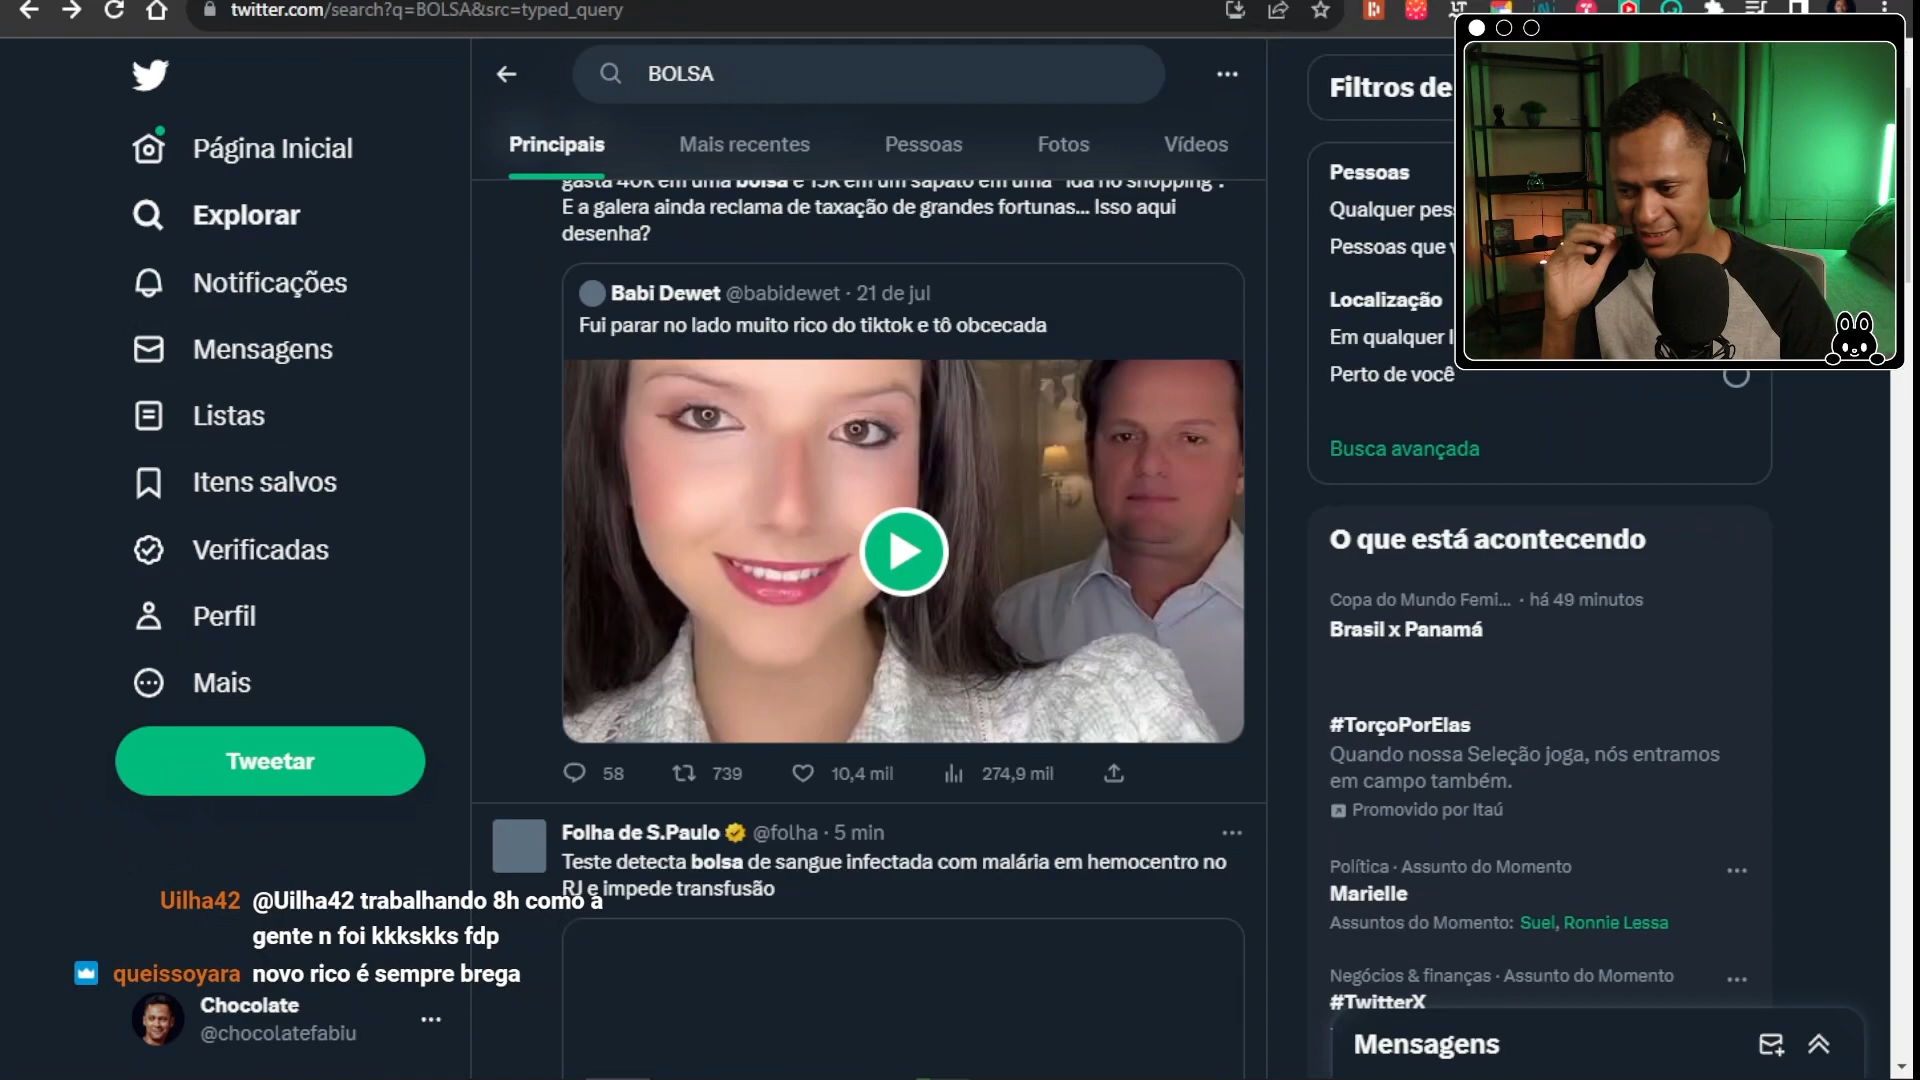 twitter.com/search?q=BOLSA&src=typed_query
BOLSA
Principais
Mais recentes
Pessoas
Fotos
Vídeos
Página Inicial
Explorar
Notificações
Mensagens
Listas
Itens salvos
Verificadas
Perfil
Mais
Tweetar
gasta 40k em uma bolsa e 15k em um sapato em uma "ida no shopping".
E a galera ainda reclama de taxação de grandes fortunas... Isso aqui
desenha?
Babi Dewet @babidewet · 21 de jul
Fui parar no lado muito rico do tiktok e tô obcecada
58
739
10,4 mil
274,9 mil
Folha de S.Paulo @folha · 5 min
Teste detecta bolsa de sangue infectada com malária em hemocentro no
RJ e impede transfusão
Uilha42 @Uilha42 trabalhando 8h como a
gente n foi kkkskks fdp
queissoyara novo rico é sempre brega
Chocolate
@chocolatefabiu
Filtros de
Pessoas
Qualquer pes
Pessoas que v
Localização
Em qualquer l
Perto de você
Busca avançada
O que está acontecendo
Copa do Mundo Femi... · há 49 minutos
Brasil x Panamá
#TorçoPorElas
Quando nossa Seleção joga, nós entramos
em campo também.
Promovido por Itaú
Política · Assunto do Momento
Marielle
Assuntos do Momento: Suel, Ronnie Lessa
Negócios & finanças · Assunto do Momento
#TwitterX
Mensagens